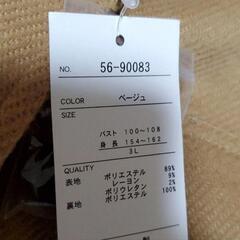 NO. 56-90083
COLOR ベージュ
SIZE
バスト 100~108
身長 154~162
3L
QUALITY
表地 ポリエステル 89%
レーヨン 9%
ポリウレタン 2%
裏地 ポリエステル 100%